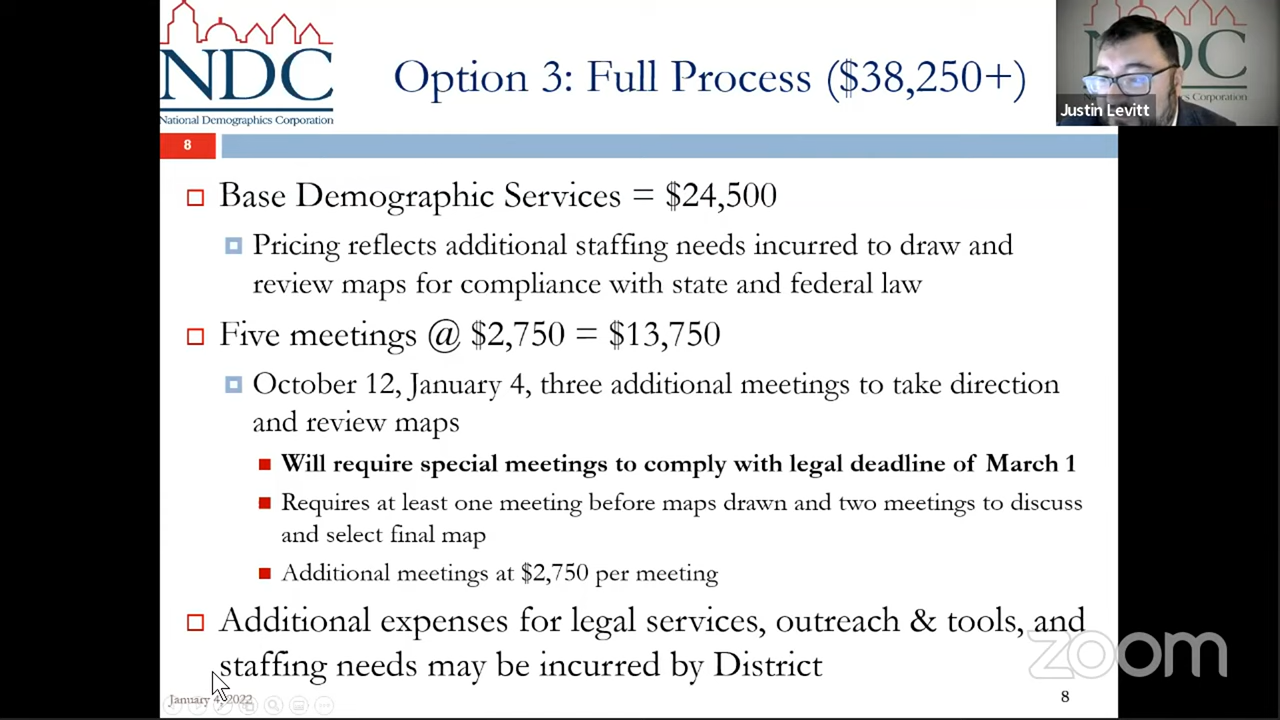 NDC
National Demographics Corporation
Option 3: Full Process ($38,250+)
NDC
s Corporation
Justin Levitt
8
Base Demographic Services = $24,500
Pricing reflects additional staffing needs incurred to draw and
review maps for compliance with state and federal law
Five meetings @ $2,750 = $13,750
October 12, January 4, three additional meetings to take direction
and review maps
Will require special meetings to comply with legal deadline of March 1
Requires at least one meeting before maps drawn and two meetings to discuss
and select final map
Additional meetings at $2,750 per meeting
Additional expenses for legal services, outreach & tools, and
staffing needs may be incurred by District
zoom
January 4, 2022
8